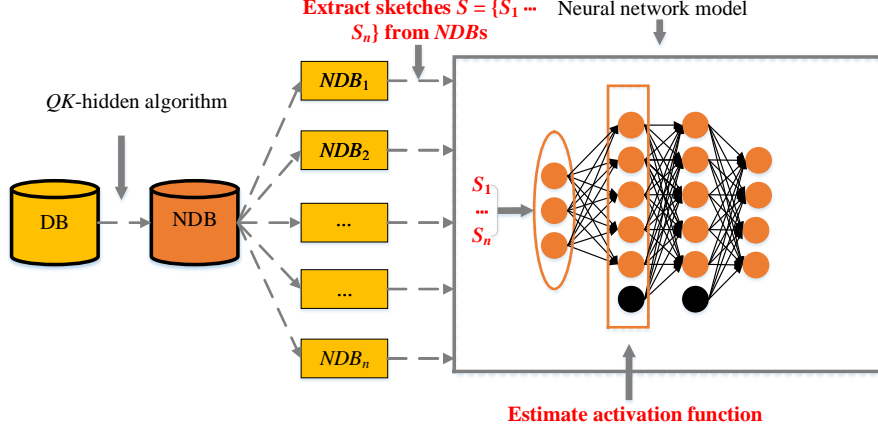 Extract sketches S = {S1 ···
Sn} from NDBs
Neural network model
QK-hidden algorithm
NDB1
NDB2
...
...
NDBn
DB
NDB
S1
...
Sn
Estimate activation function